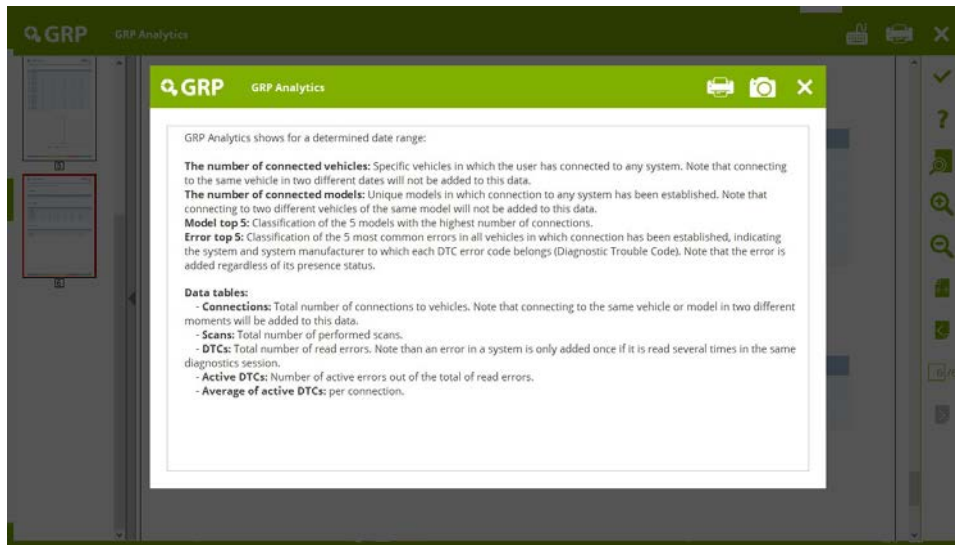 GRP GRP Analytics
GRP GRP Analytics
GRP Analytics shows for a determined date range:
The number of connected vehicles: Specific vehicles in which the user has connected to any system. Note that connecting
to the same vehicle in two different dates will not be added to this data.
The number of connected models: Unique models in which connection to any system has been established. Note that
connecting to two different vehicles of the same model will not be added to this data.
Model top 5: Classification of the 5 models with the highest number of connections.
Error top 5: Classification of the 5 most common errors in all vehicles in which connection has been established, indicating
the system and system manufacturer to which each DTC error code belongs (Diagnostic Trouble Code). Note that the error is
added regardless of its presence status.
Data tables:
- Connections: Total number of connections to vehicles. Note that connecting to the same vehicle or model in two different
moments will be added to this data.
- Scans: Total number of performed scans.
- DTCs: Total number of read errors. Note than an error in a system is only added once if it is read several times in the same
diagnostics session.
- Active DTCs: Number of active errors out of the total of read errors.
- Average of active DTCs: per connection.
5
6